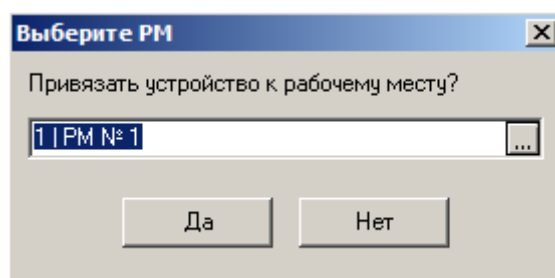 Выберите РМ
Привязать устройство к рабочему месту?
1 | РМ № 1
...
Да
Нет